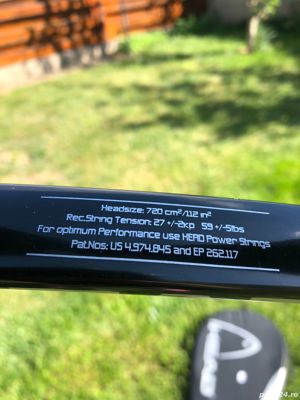 Headsize: 720 cm²/112 in²
Rec.String Tension: 27 +/-2kp 59 +/-5lbs
For optimum Performance use HEAD Power Strings
Pat.Nos: US 4,974,845 and EP 262.117
HEAD